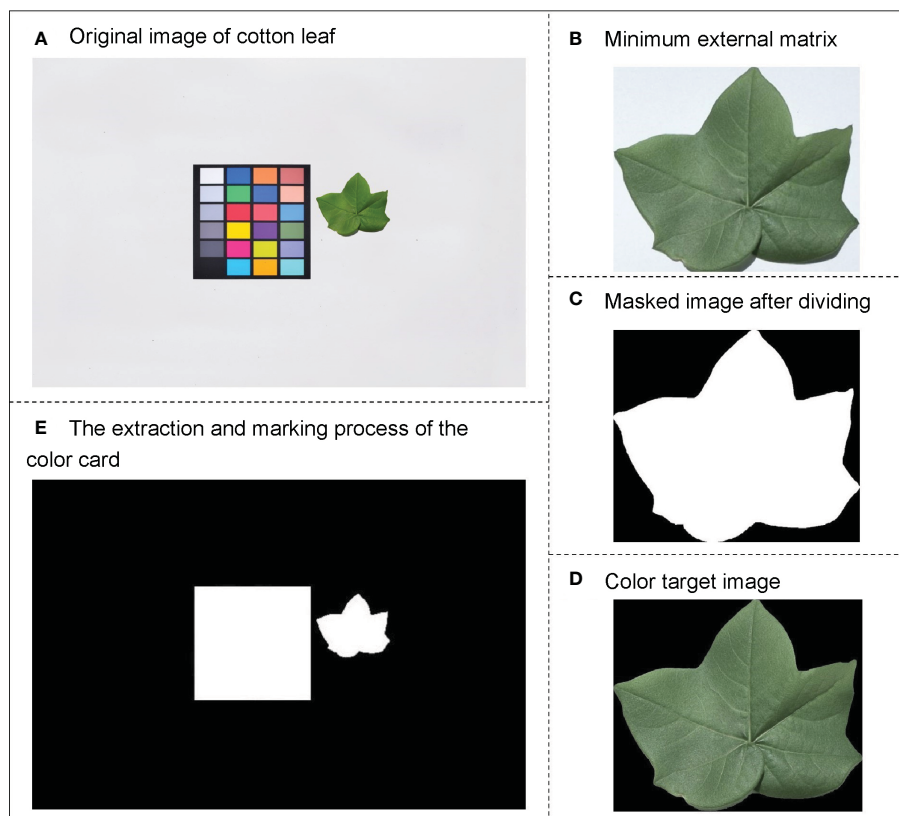 A Original image of cotton leaf
B Minimum external matrix
C Masked image after dividing
D Color target image
E The extraction and marking process of the
color card